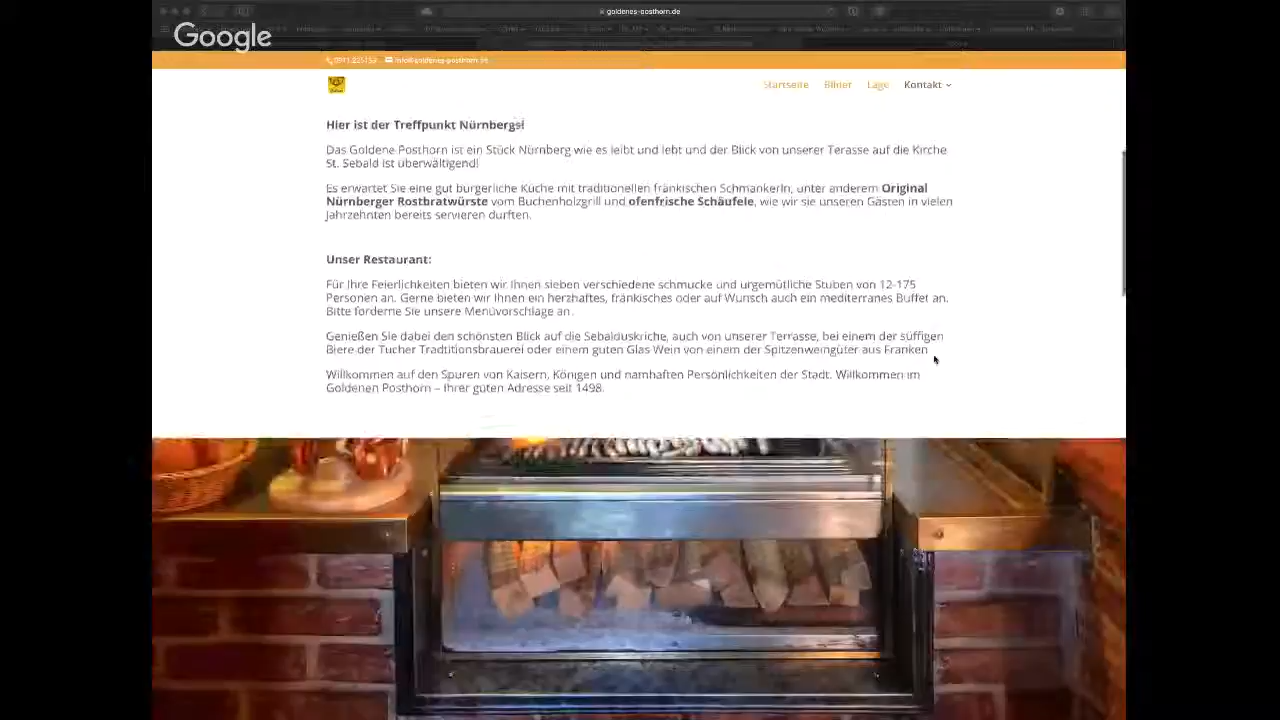 goldenes-posthorn.de
Google
info@goldenes-posthorn.de
Startseite Bilder Lage Kontakt
Hier ist der Treffpunkt Nürnbergs!
Das Goldene Posthorn ist ein Stück Nürnberg wie es leibt und lebt und der Blick von unserer Terasse auf die Kirche
St. Sebald ist überwältigend!
Es erwartet Sie eine gut bürgerliche Küche mit traditionellen fränkischen Schmankerln, unter anderem Original
Nürnberger Rostbratwürste vom Buchenholzgrill und ofenfrische Schäufele, wie wir sie unseren Gästen in vielen
Jahrzehnten bereits servieren durften.
Unser Restaurant:
Für Ihre Feierlichkeiten bieten wir Ihnen sieben verschiedene schmucke und urgemütliche Stuben von 12-175
Personen an. Gerne bieten wir Ihnen ein herzhaftes, fränkisches oder auf Wunsch auch ein mediterranes Buffet an.
Bitte forderne Sie unsere Menüvorschläge an.
Genießen Sie dabei den schönsten Blick auf die Sebalduskriche, auch von unserer Terrasse, bei einem der süffigen
Biere der Tucher Traditionsbrauerei oder einem guten Glas Wein von einem der Spitzenweingüter aus Franken
Willkommen auf den Spuren von Kaisern, Königen und namhaften Persönlichkeiten der Stadt. Willkommen im
Goldenen Posthorn – Ihrer guten Adresse seit 1498.